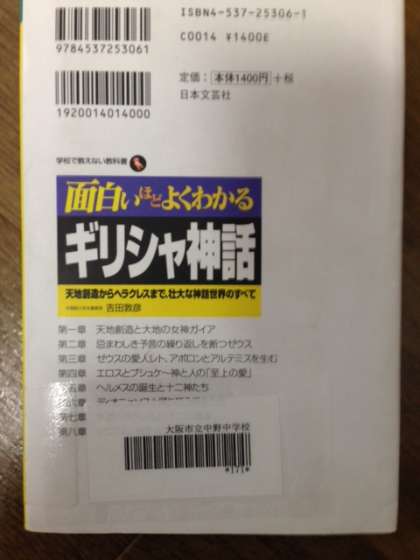 ISBN4-537-25306-1
9784537253061
C0014 ¥1400E
定価：本体1400円＋税
1920014014000
日本文芸社
学校で教えない教科書
面白いほどよくわかる
ギリシャ神話
天地創造からヘラクレスまで、壮大な神話世界のすべて
吉田敦彦
第一章 天地創造と大地の女神ガイア
第二章 忌まわしき予言の繰り返しを断つゼウス
第三章 ゼウスの愛人レト、アポロンとアルテミスを生む
第四章 エロスとプシュケ―神と人の「至上の愛」
第五章 ヘルメスの誕生と十二神たち
第六章
第七章
第八章
大阪市立中野中学校